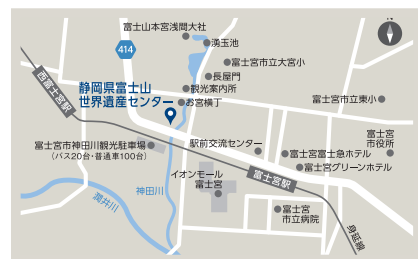 富士山本宮浅間大社
湧玉池
414
富士宮市立大宮小
長屋門
西富士宮駅
観光案内所
静岡県富士山
世界遺産センター
お宮横丁
富士宮市立東小
富士宮市神田川観光駐車場
(バス20台・普通車100台)
駅前交流センター
富士宮
市役所
富士宮富士急ホテル
イオンモール
富士宮
富士宮駅
富士宮グリーンホテル
神田川
潤井川
富士宮
市立病院
身延線